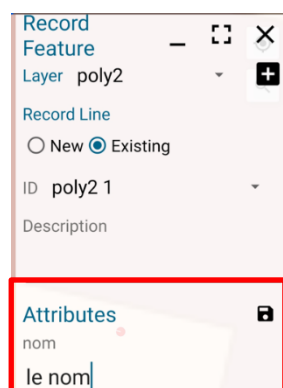 Record
Feature
Layer poly2
Record Line
New Existing
ID poly2 1
Description
Attributes
nom
le nom